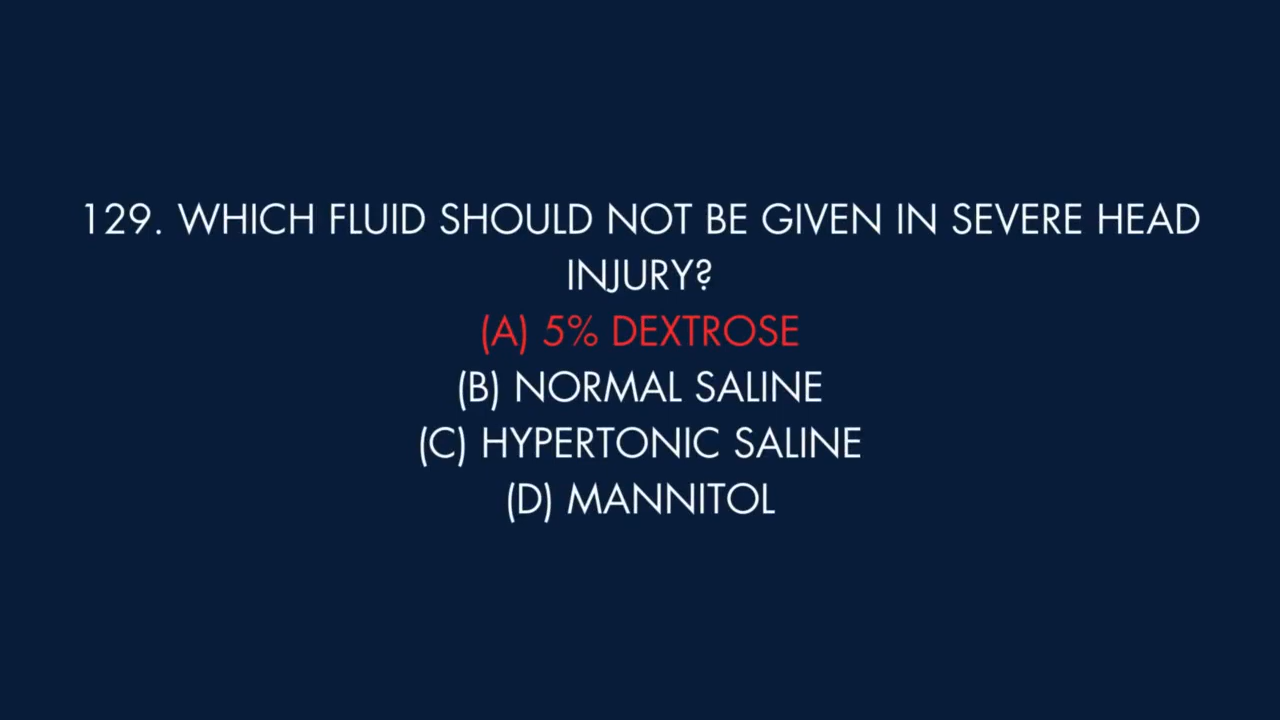 129. WHICH FLUID SHOULD NOT BE GIVEN IN SEVERE HEAD
INJURY?
(A) 5% DEXTROSE
(B) NORMAL SALINE
(C) HYPERTONIC SALINE
(D) MANNITOL